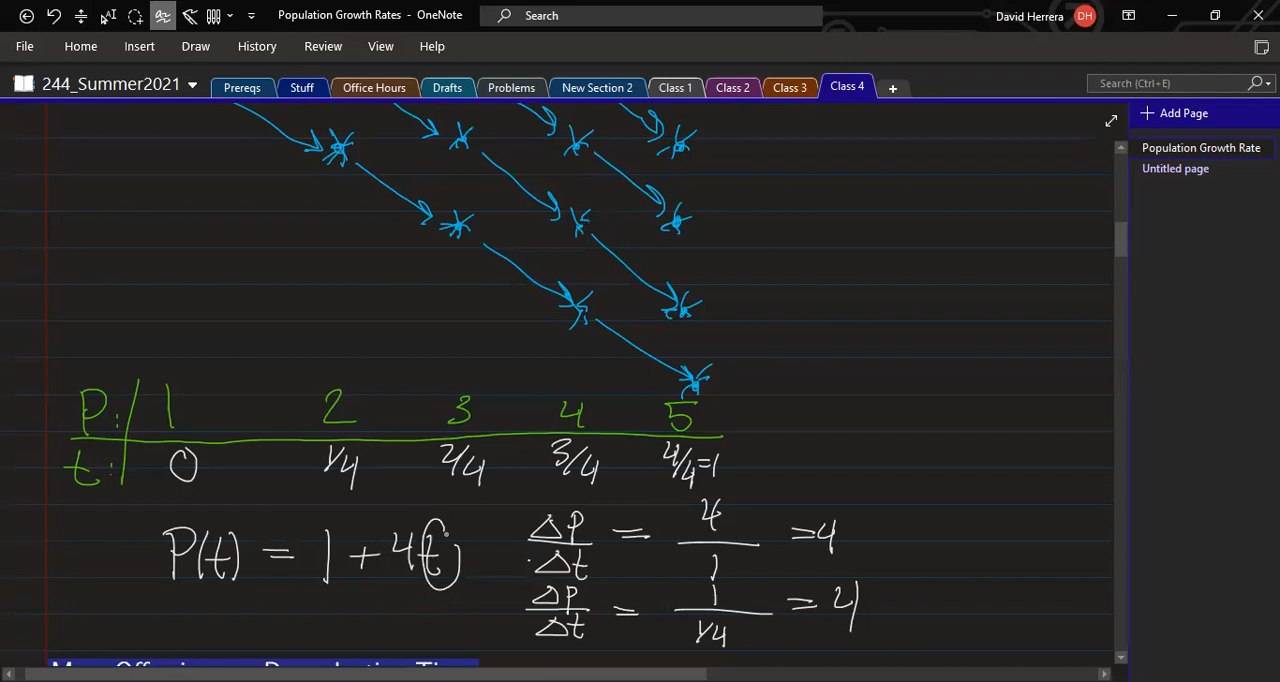 Population Growth Rates - OneNote
Search
David Herrera DH
File Home Insert Draw History Review View Help
244_Summer2021
Prereqs Stuff Office Hours Drafts Problems New Section 2 Class 1 Class 2 Class 3 Class 4
Search (Ctrl+E)
Add Page
Population Growth Rate
Untitled page
P: 1 2 3 4 5
t: 0 1/4 2/4 3/4 4/4=1
P(t) = 1 + 4(t)
ΔP/Δt = 4/1 = 4
ΔP/Δt = 1/(1/4) = 4